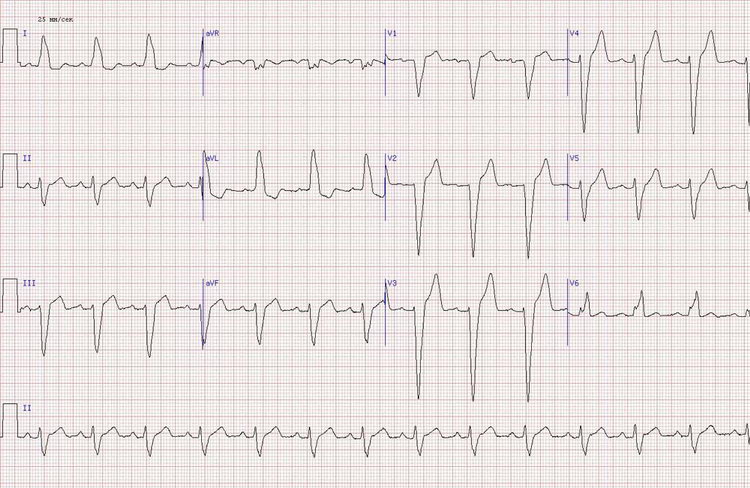 25 мм/сек
I aVR V1 V4
II aVL V2 V5
III aVF V3 V6
II